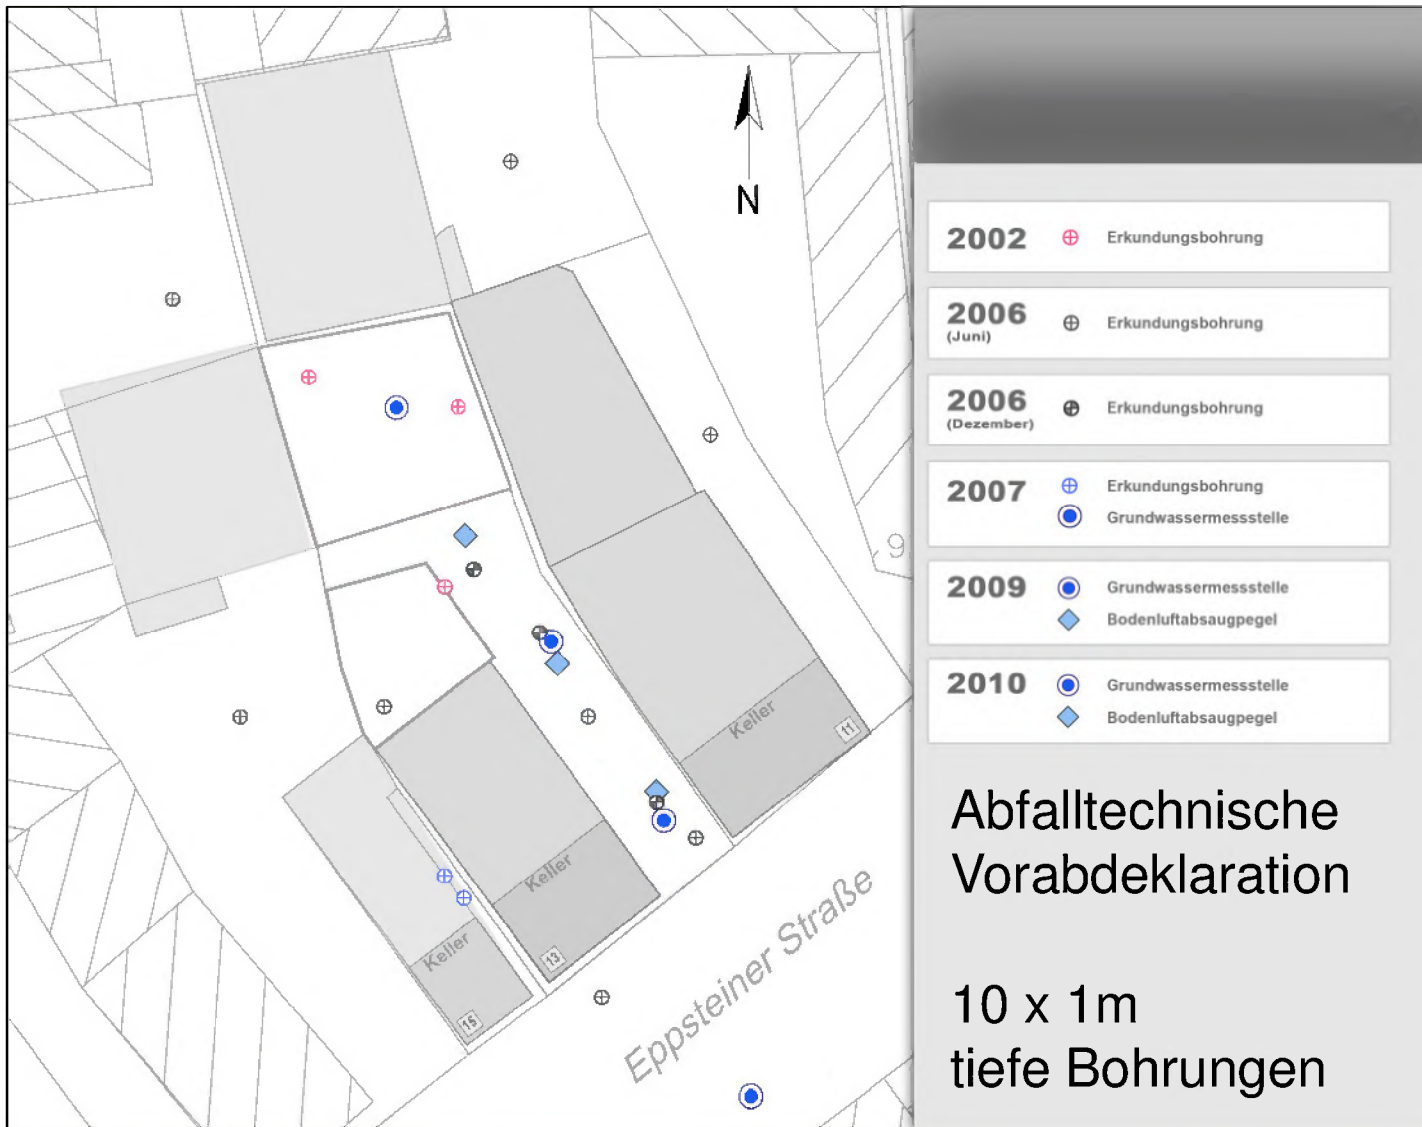 N
9
Keller
11
Keller
13
Keller
15
Eppsteiner Straße
2002 Erkundungsbohrung
2006 Erkundungsbohrung
(Juni)
2006 Erkundungsbohrung
(Dezember)
2007 Erkundungsbohrung
Grundwassermessstelle
2009 Grundwassermessstelle
Bodenluftabsaugpegel
2010 Grundwassermessstelle
Bodenluftabsaugpegel
Abfalltechnische
Vorabdeklaration
10 x 1m
tiefe Bohrungen